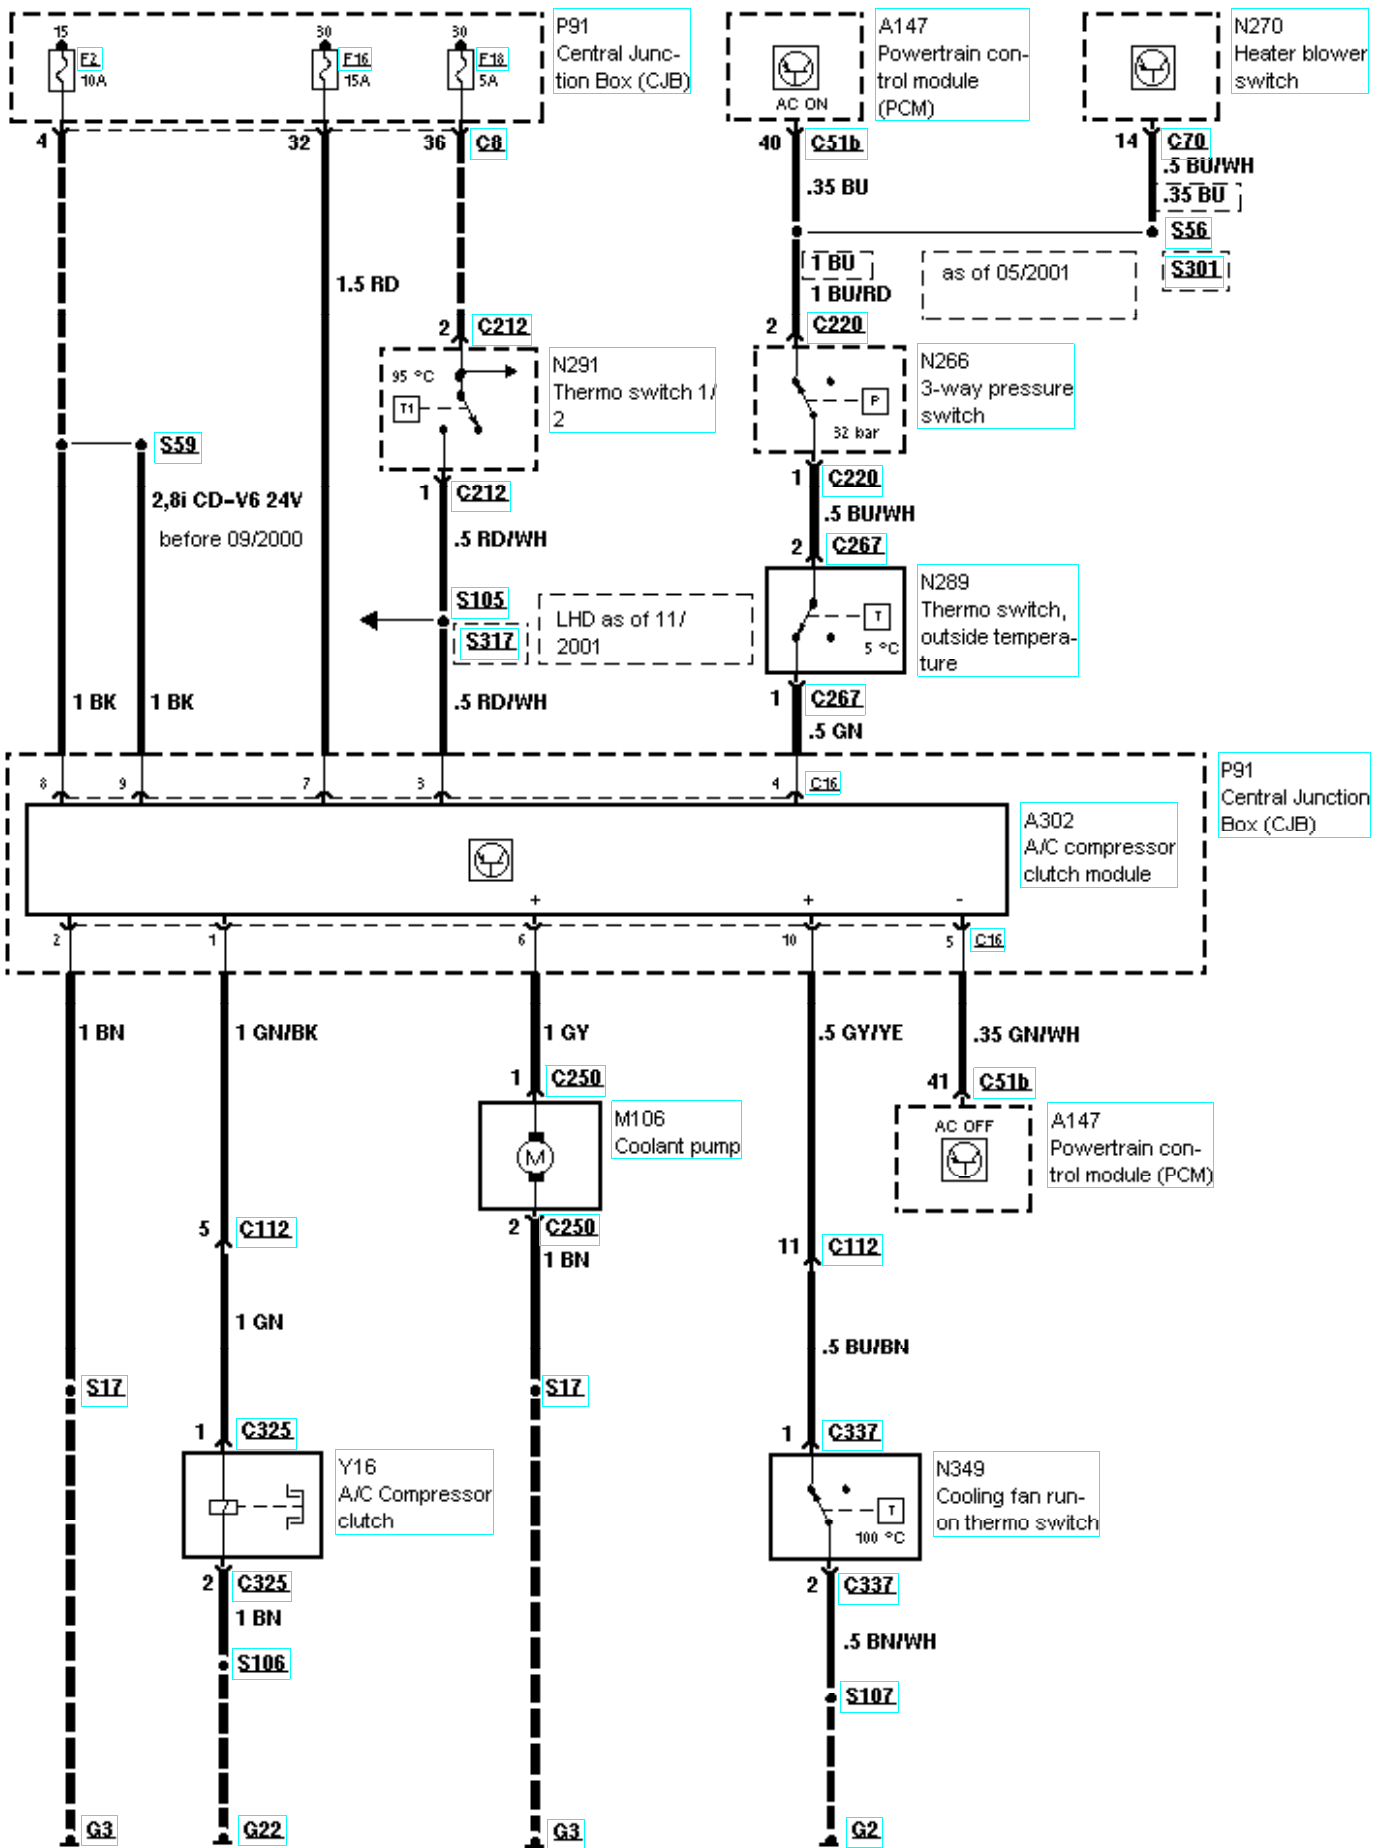 15
F2
10A
30
F16
15A
30
F18
5A
P91
Central Junc-
tion Box (CJB)
AC ON
A147
Powertrain con-
trol module
(PCM)
N270
Heater blower
switch
4
32
36
C8
40
C51b
14
C70
.5 BU/WH
.35 BU
.35 BU
S56
S301
1 BU
1 BU/RD
as of 05/2001
1.5 RD
2
C212
2
C220
95 °C
T1
N291
Thermo switch 1/
2
P
32 bar
N266
3-way pressure
switch
S59
1
C212
1
C220
2,8i CD-V6 24V
before 09/2000
.5 RD/WH
.5 BU/WH
2
C267
S105
S317
LHD as of 11/
2001
T
5 °C
N289
Thermo switch,
outside tempera-
ture
1 BK
1 BK
.5 RD/WH
1
C267
.5 GN
8
9
7
3
4
C16
P91
Central Junction
Box (CJB)
A302
A/C compressor
clutch module
+
+
-
2
1
6
10
5
C16
1 BN
1 GN/BK
1 GY
.5 GY/YE
.35 GN/WH
1
C250
41
C51b
M
M106
Coolant pump
AC OFF
A147
Powertrain con-
trol module (PCM)
5
C112
2
C250
1 BN
11
C112
1 GN
.5 BU/BN
S17
S17
1
C325
1
C337
Y16
A/C Compressor
clutch
T
100 °C
N349
Cooling fan run-
on thermo switch
2
C325
1 BN
2
C337
S106
.5 BN/WH
S107
G3
G22
G3
G2